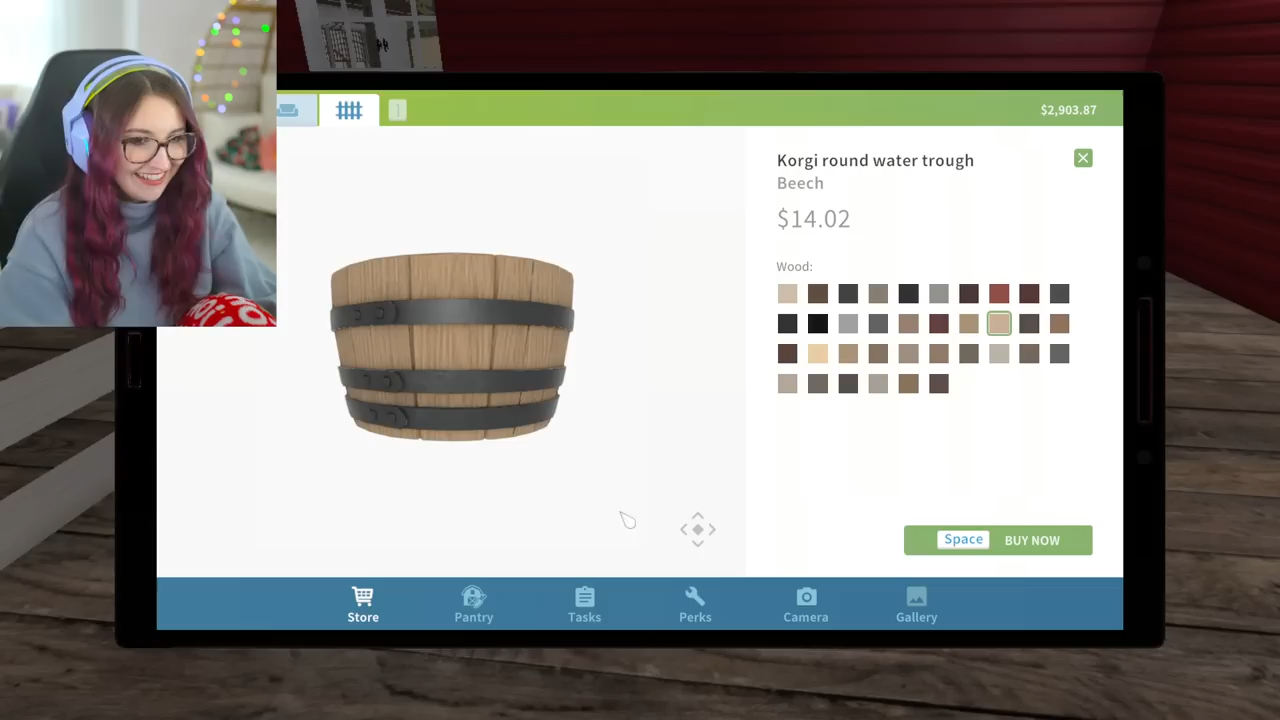 $2,903.87
Korgi round water trough
Beech
$14.02
Wood:
Space BUY NOW
Store Pantry Tasks Perks Camera Gallery